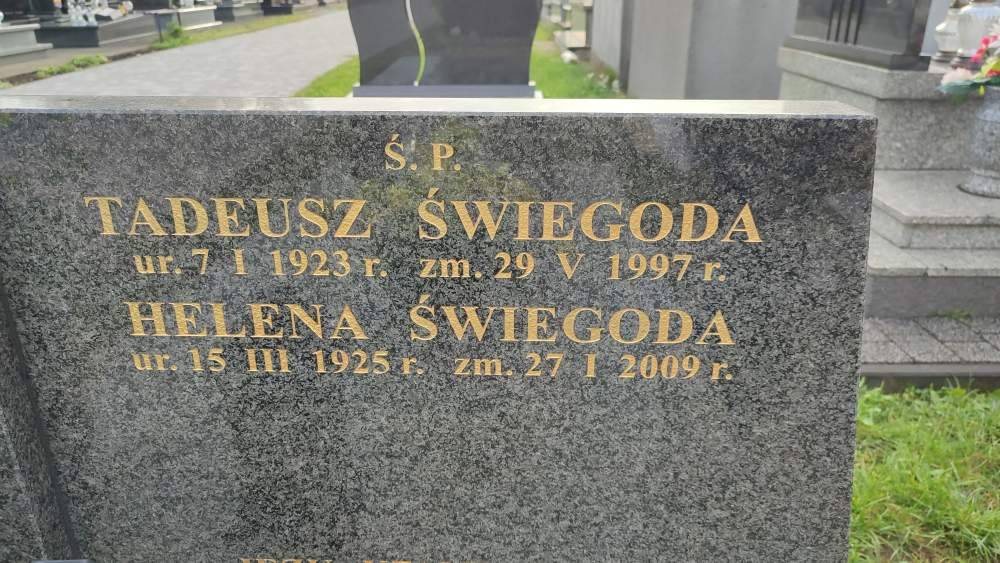 Ś. P.
TADEUSZ ŚWIEGODA
ur. 7 I 1923 r. zm. 29 V 1997 r.
HELENA ŚWIEGODA
ur. 15 III 1925 r. zm. 27 I 2009 r.